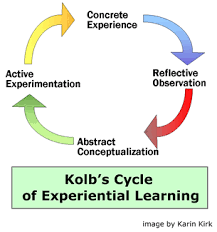 Concrete
Experience
Reflective
Observation
Abstract
Conceptualization
Active
Experimentation
Kolb's Cycle
of Experiential Learning
image by Karin Kirk